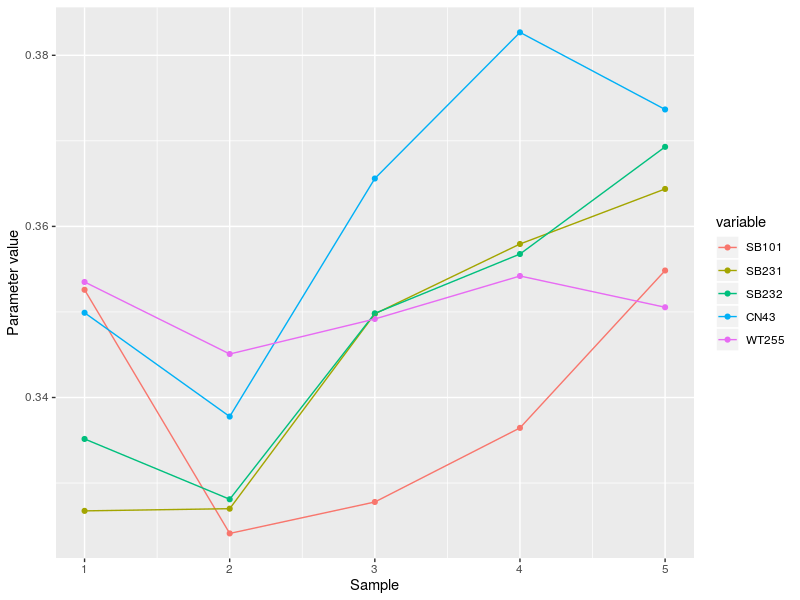 0.38
0.36
0.34
Parameter value
1 2 3 4 5
Sample
variable
SB101
SB231
SB232
CN43
WT255